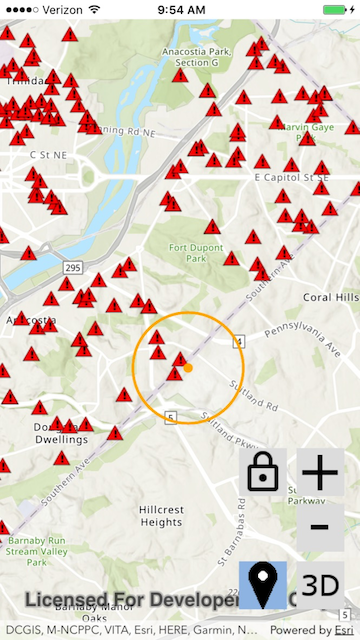 Verizon
9:54 AM
Anacostia Park,
Section G
Trinidad
nning Rd NE
Marvin Gaye
Park
C St NE
E Capitol St SE
Fort Dupont
Park
295
Southern Ave
Coral Hills
Anacostia
Pennsylvania Ave
4
Suitland Rd
5
Dwellings
Suitland Pkwy
Southern Ave
Parkway
Hillcrest
Heights
St Barnabas Rd
Barnaby Run
Stream Valley
Park
3D
Licensed For Developer
Barnaby Manor
Oaks
5
DCGIS, M-NCPPC, VITA, Esri, HERE, Garmin, N...
Powered by Esri